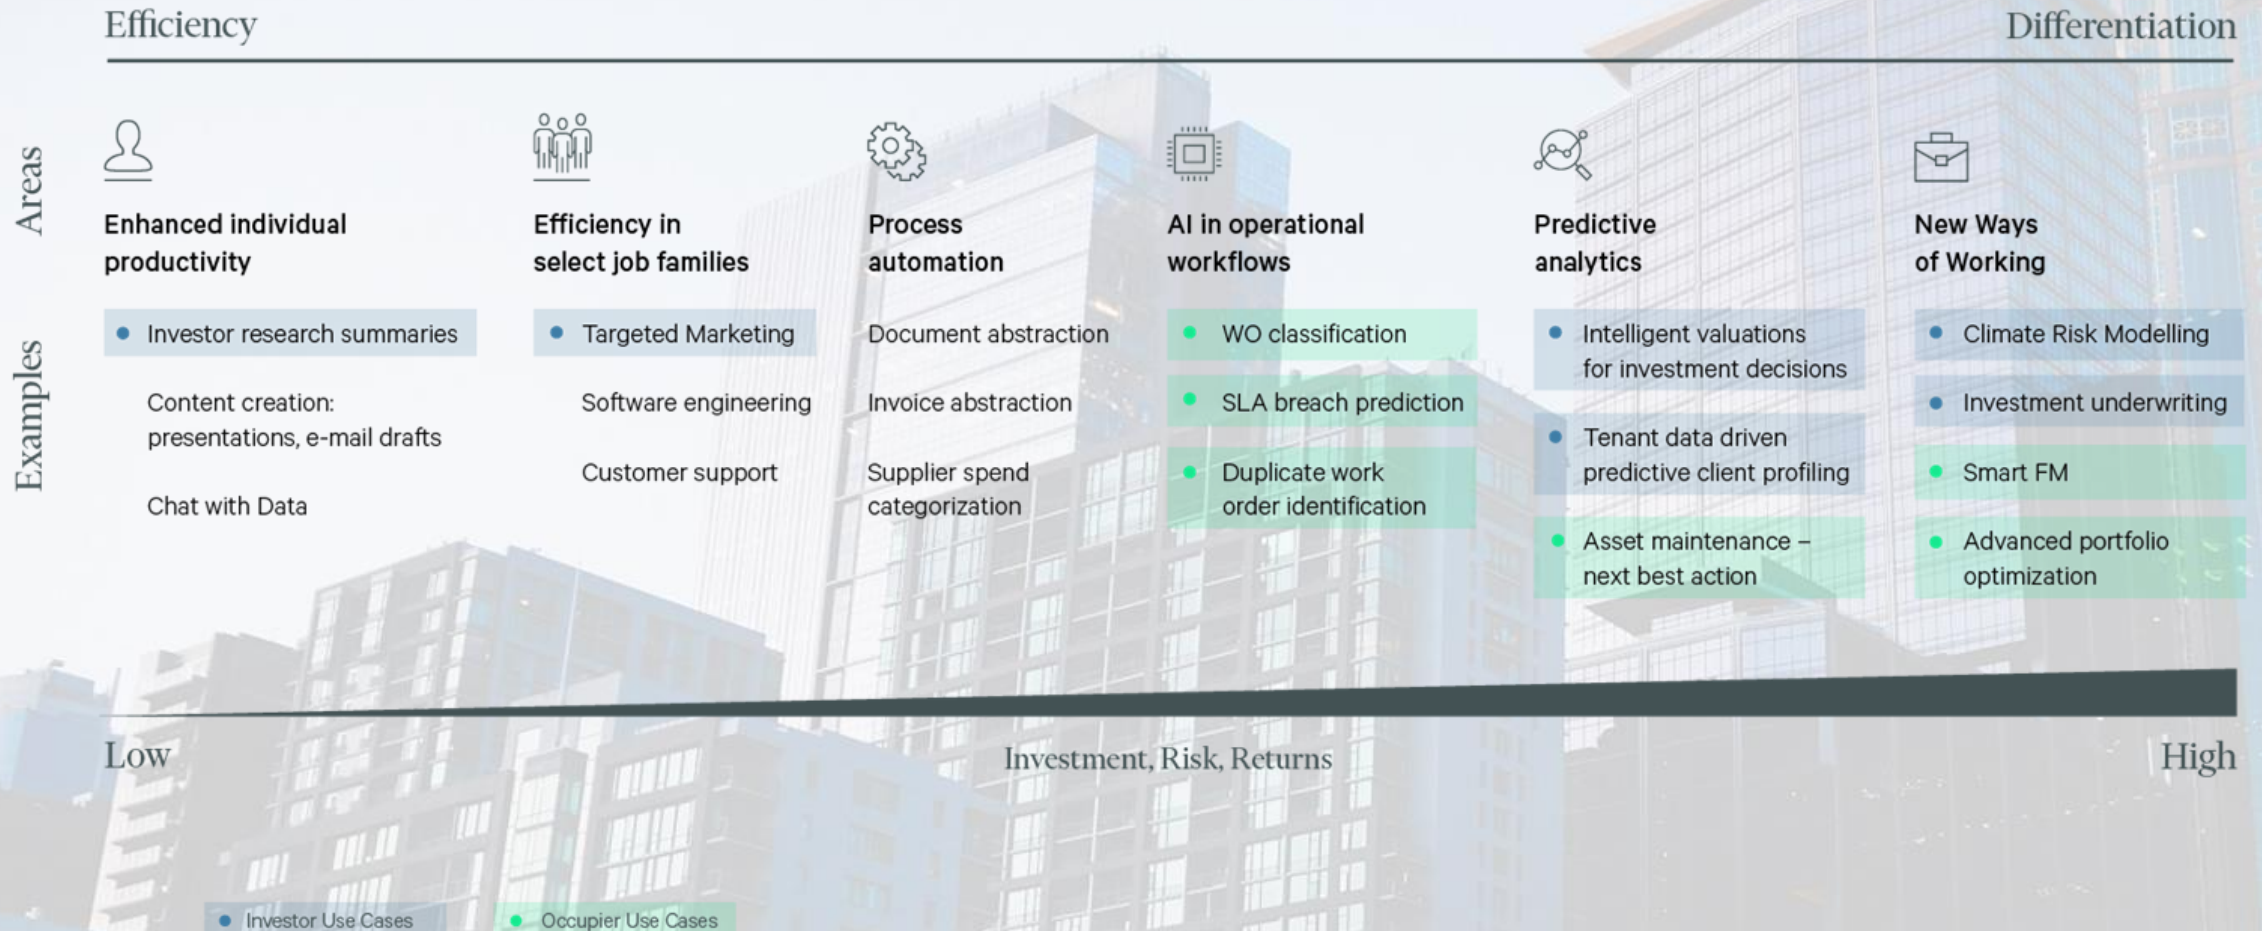 Efficiency
Differentiation
Areas
Enhanced individual
productivity
Efficiency in
select job families
Process
automation
AI in operational
workflows
Predictive
analytics
New Ways
of Working
Examples
Investor research summaries
Content creation:
presentations, e-mail drafts
Chat with Data
Targeted Marketing
Software engineering
Customer support
Document abstraction
Invoice abstraction
Supplier spend
categorization
WO classification
SLA breach prediction
Duplicate work
order identification
Intelligent valuations
for investment decisions
Tenant data driven
predictive client profiling
Asset maintenance –
next best action
Climate Risk Modelling
Investment underwriting
Smart FM
Advanced portfolio
optimization
Low
Investment, Risk, Returns
High
Investor Use Cases
Occupier Use Cases